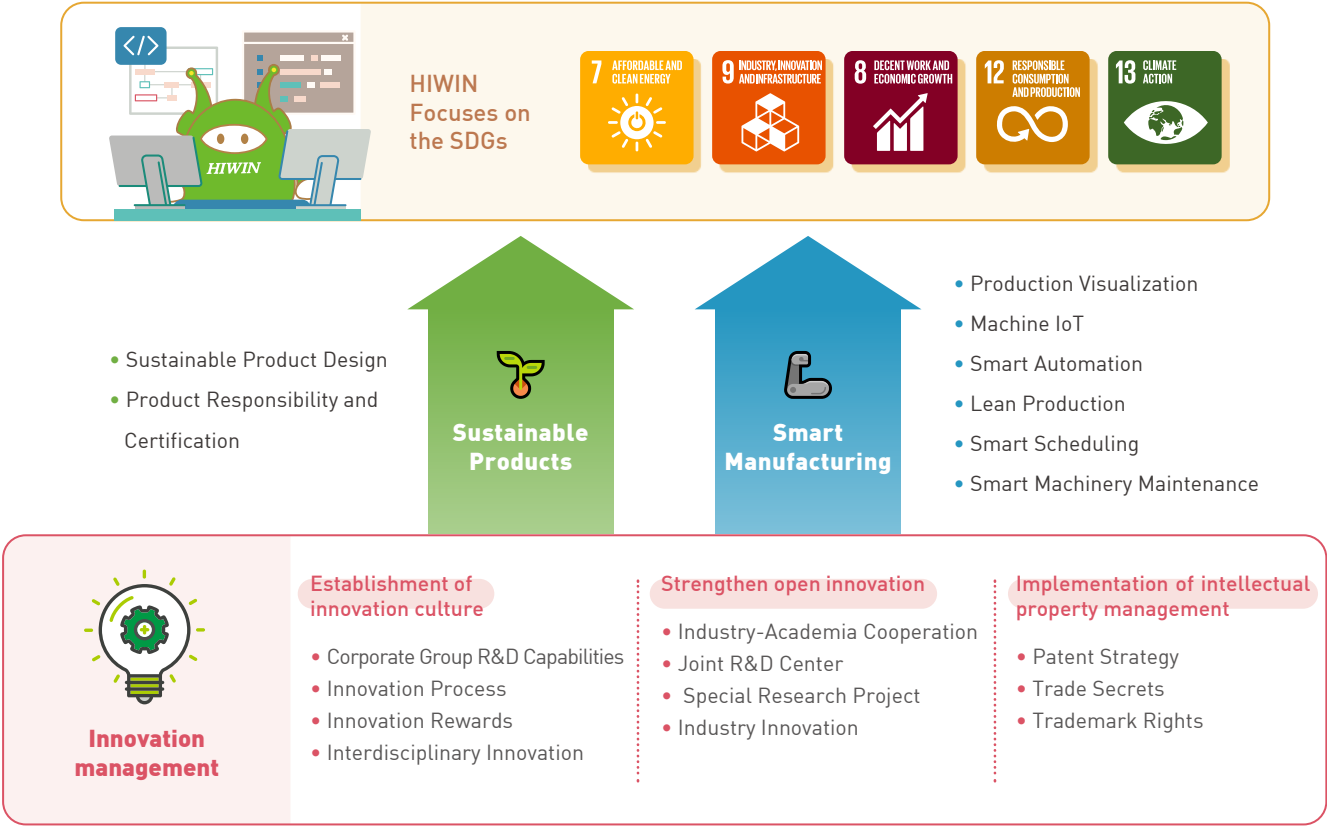 </>
HIWIN
HIWIN
Focuses on
the SDGs
7 AFFORDABLE AND
CLEAN ENERGY
9 INDUSTRY, INNOVATION
AND INFRASTRUCTURE
8 DECENT WORK AND
ECONOMIC GROWTH
12 RESPONSIBLE
CONSUMPTION
AND PRODUCTION
13 CLIMATE
ACTION
• Sustainable Product Design
• Product Responsibility and
Certification
Sustainable
Products
Smart
Manufacturing
• Production Visualization
• Machine IoT
• Smart Automation
• Lean Production
• Smart Scheduling
• Smart Machinery Maintenance
Innovation
management
Establishment of
innovation culture
• Corporate Group R&D Capabilities
• Innovation Process
• Innovation Rewards
• Interdisciplinary Innovation
Strengthen open innovation
• Industry-Academia Cooperation
• Joint R&D Center
• Special Research Project
• Industry Innovation
Implementation of intellectual
property management
• Patent Strategy
• Trade Secrets
• Trademark Rights